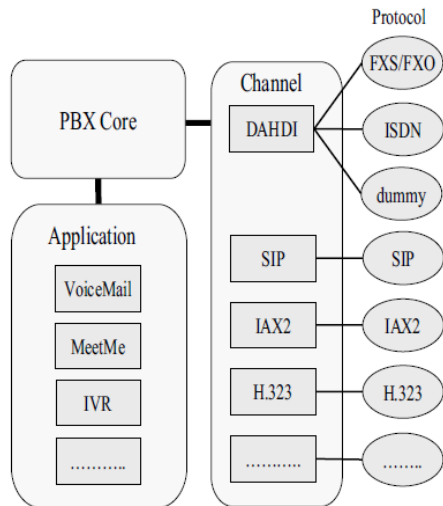 Protocol
FXS/FXO
Channel
PBX Core
DAHDI
ISDN
dummy
Application
VoiceMail
SIP
SIP
MeetMe
IAX2
IAX2
IVR
H.323
H.323
...........
...........
........